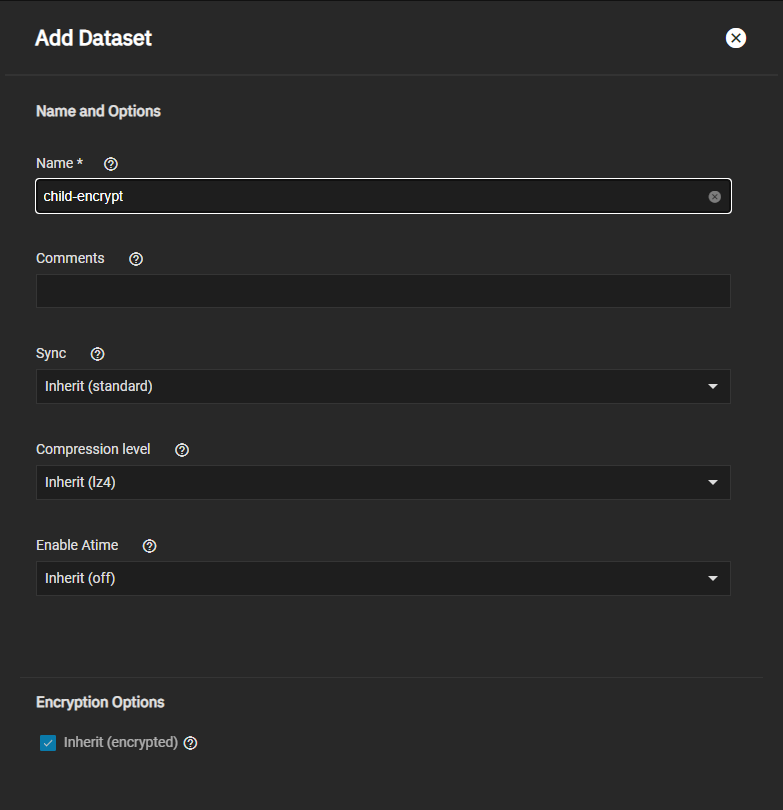 Add Dataset
Name and Options
Name *
child-encrypt
Comments
Sync
Inherit (standard)
Compression level
Inherit (lz4)
Enable Atime
Inherit (off)
Encryption Options
Inherit (encrypted)